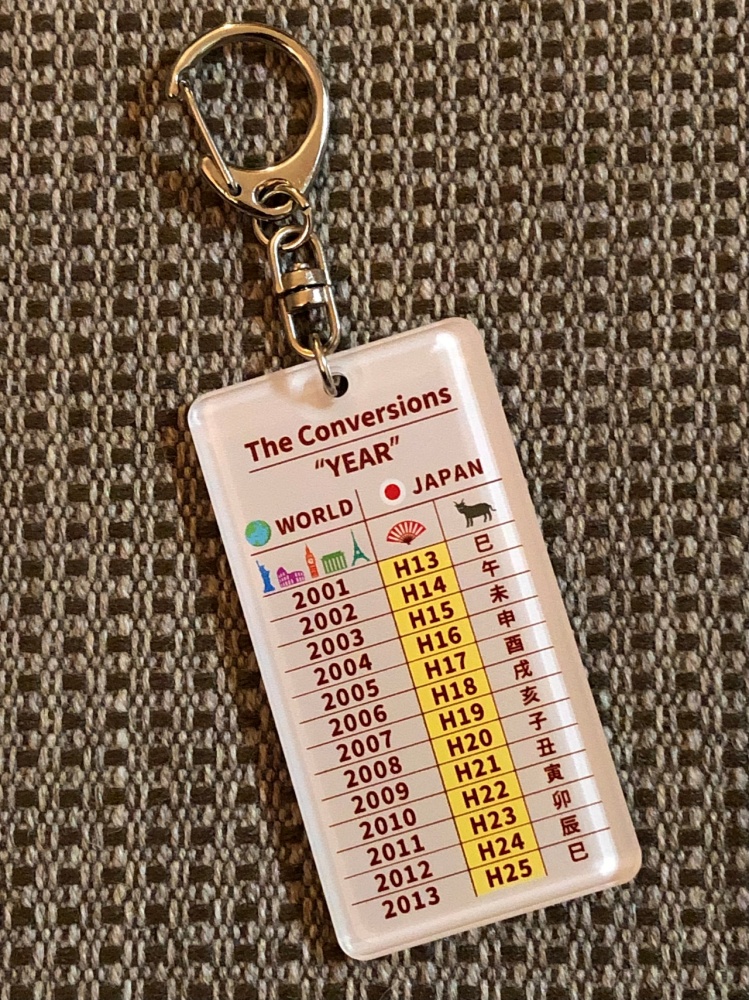 The Conversions
“YEAR”
WORLD JAPAN
2001 H13 巳
2002 H14 午
2003 H15 未
2004 H16 申
2005 H17 酉
2006 H18 戌
2007 H19 亥
2008 H20 子
2009 H21 丑
2010 H22 寅
2011 H23 卯
2012 H24 辰
2013 H25 巳